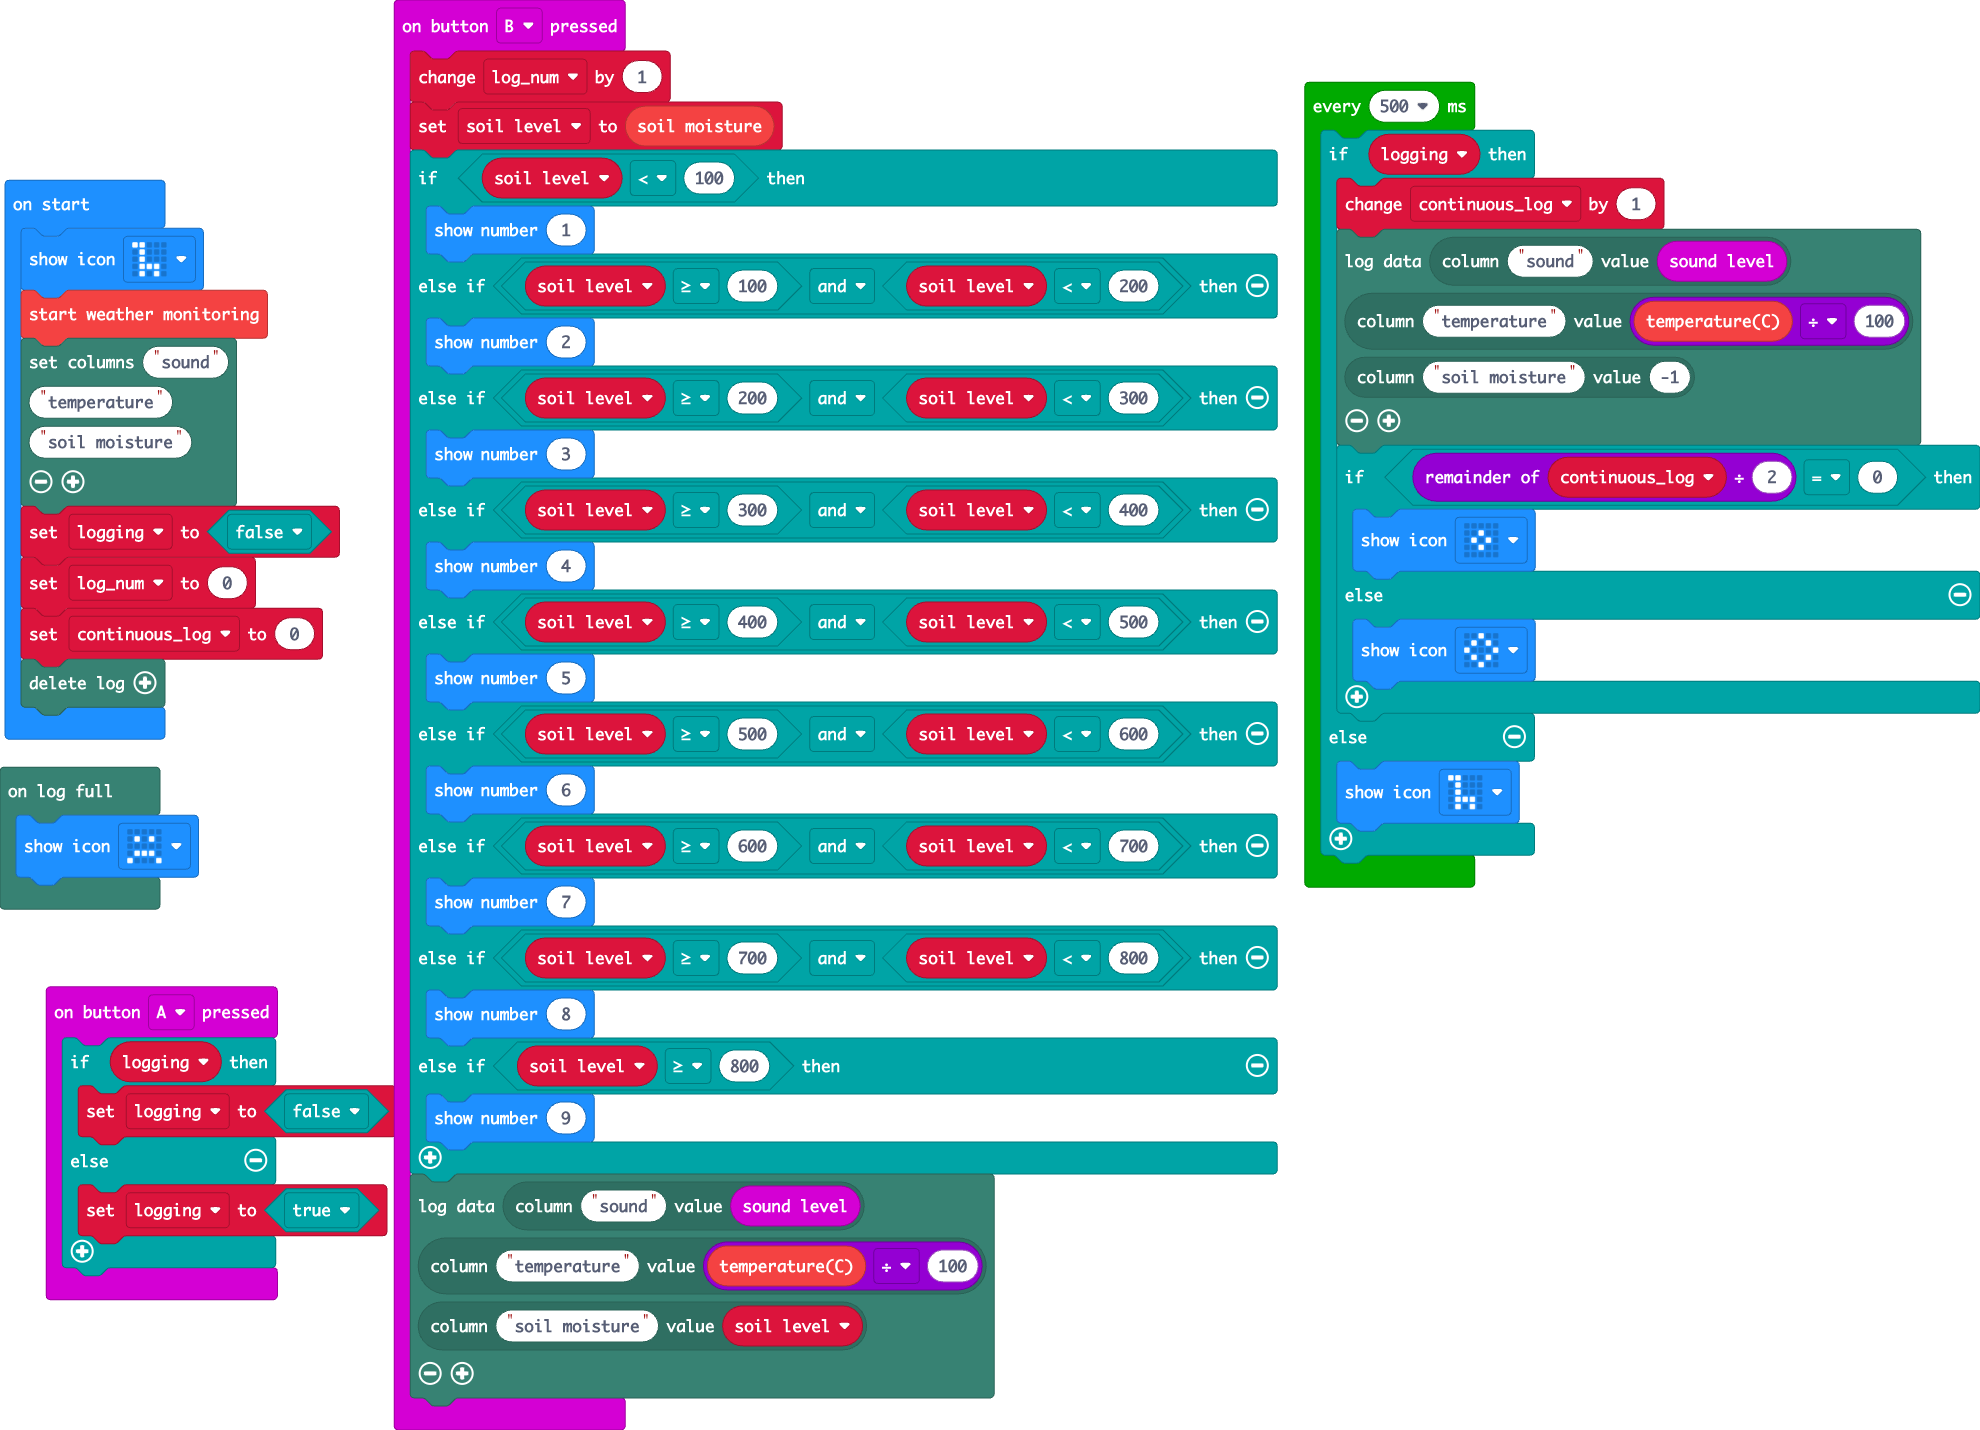 on start
show icon
start weather monitoring
set columns "sound"
"temperature"
"soil moisture"
set logging to false
set log_num to 0
set continuous_log to 0
delete log
on log full
show icon
on button A pressed
if logging then
set logging to false
else
set logging to true
on button B pressed
change log_num by 1
set soil level to soil moisture
if soil level < 100 then
show number 1
else if soil level ≥ 100 and soil level < 200 then
show number 2
else if soil level ≥ 200 and soil level < 300 then
show number 3
else if soil level ≥ 300 and soil level < 400 then
show number 4
else if soil level ≥ 400 and soil level < 500 then
show number 5
else if soil level ≥ 500 and soil level < 600 then
show number 6
else if soil level ≥ 600 and soil level < 700 then
show number 7
else if soil level ≥ 700 and soil level < 800 then
show number 8
else if soil level ≥ 800 then
show number 9
log data column "sound" value sound level
column "temperature" value temperature(C) ÷ 100
column "soil moisture" value soil level
every 500 ms
if logging then
change continuous_log by 1
log data column "sound" value sound level
column "temperature" value temperature(C) ÷ 100
column "soil moisture" value -1
if remainder of continuous_log ÷ 2 = 0 then
show icon
else
show icon
else
show icon